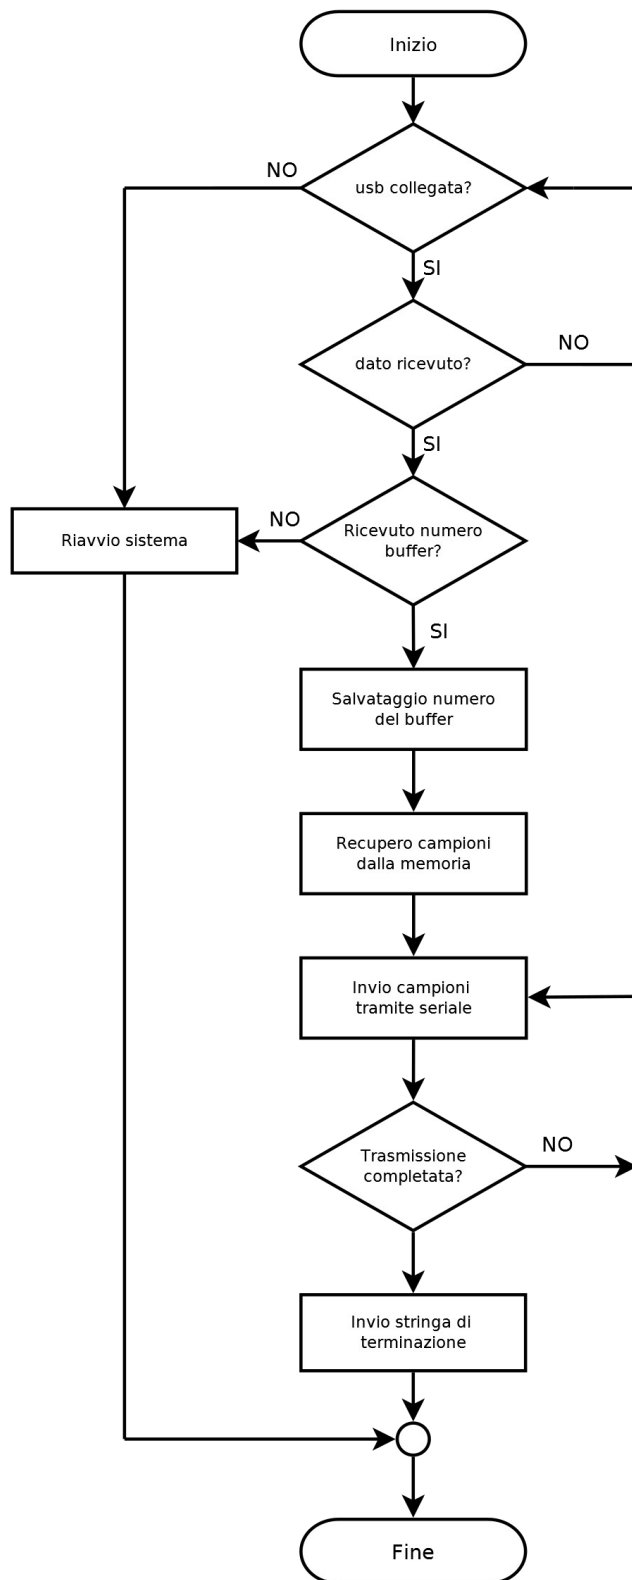 Inizio
NO
usb collegata?
SI
NO
dato ricevuto?
SI
NO
Ricevuto numero
buffer?
Riavvio sistema
SI
Salvataggio numero
del buffer
Recupero campioni
dalla memoria
Invio campioni
tramite seriale
NO
Trasmissione
completata?
Invio stringa di
terminazione
Fine